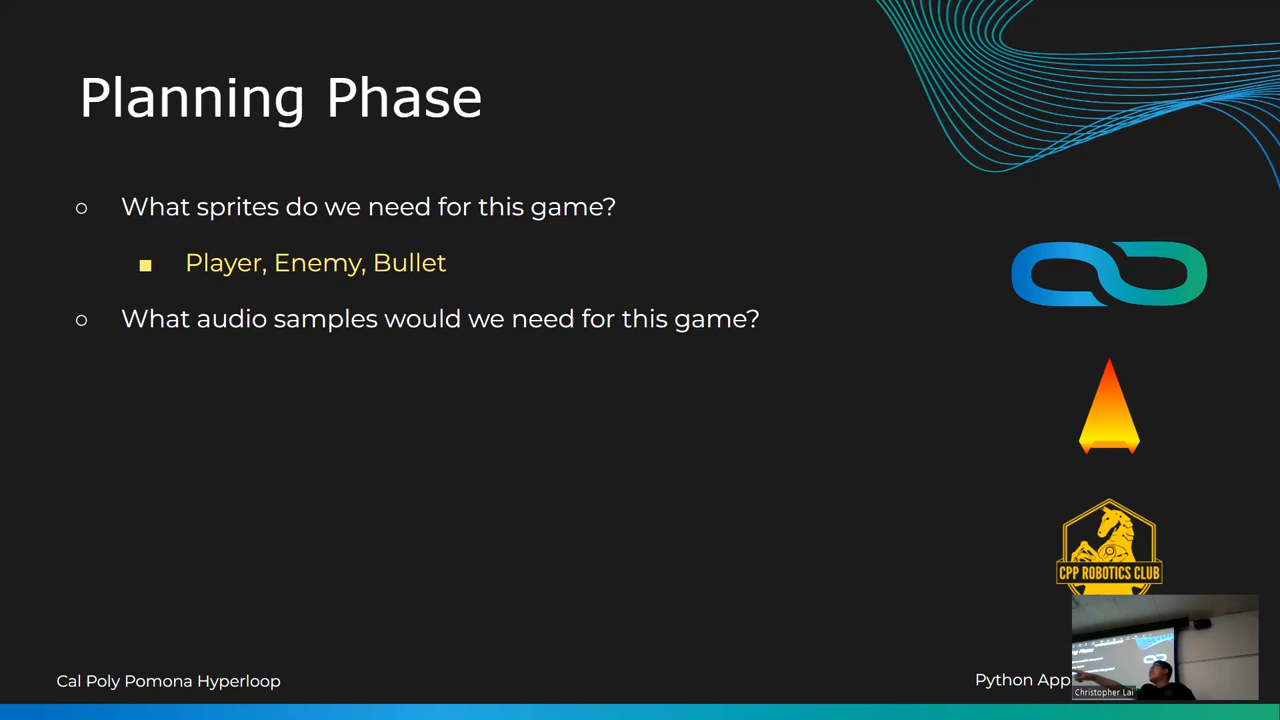 Planning Phase
○ What sprites do we need for this game?
■ Player, Enemy, Bullet
○ What audio samples would we need for this game?
CPP ROBOTICS CLUB
Cal Poly Pomona Hyperloop
Python App
Christopher Lai